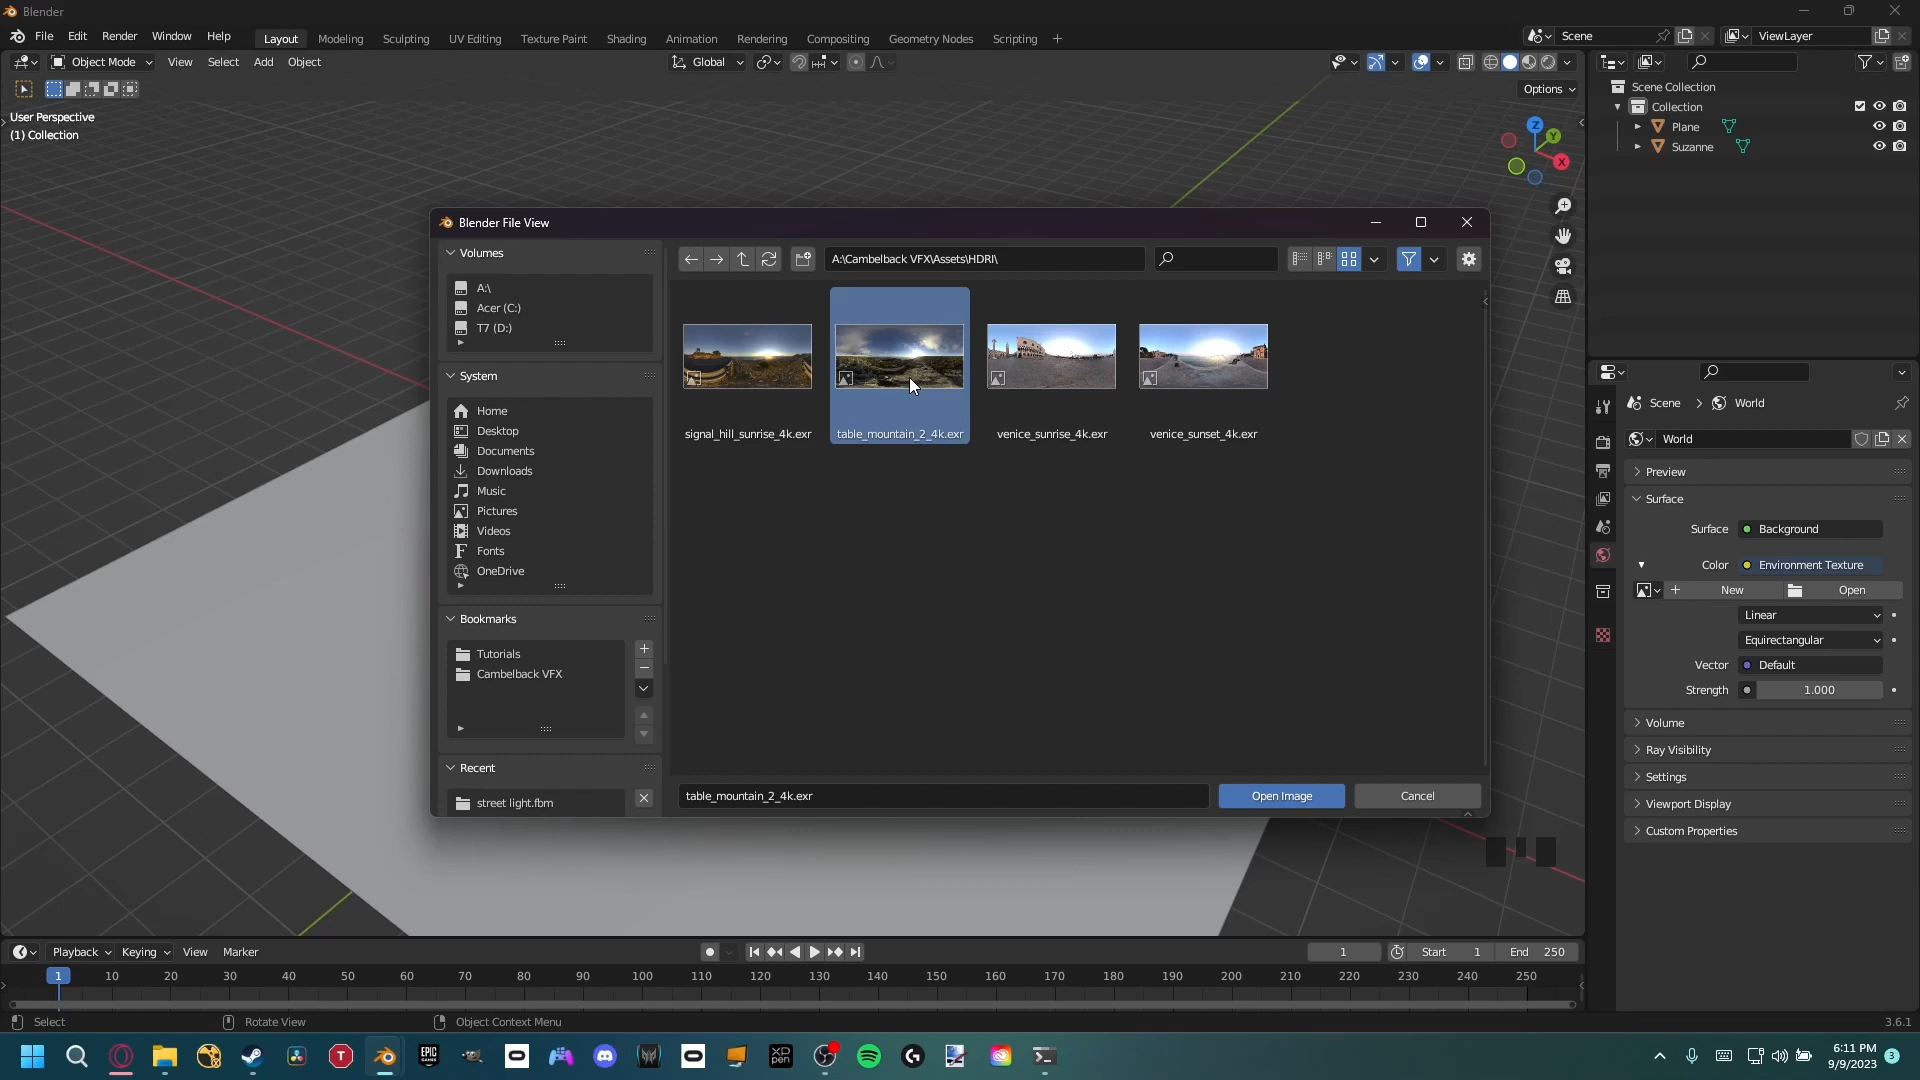 Blender
File Edit Render Window Help Layout Modeling Sculpting UV Editing Texture Paint Shading Animation Rendering Compositing Geometry Nodes Scripting + Scene ViewLayer
Object Mode View Select Add Object Global
Options
User Perspective
(1) Collection
Z
Y
X
Scene Collection
Collection
Plane
Suzanne
Blender File View
Volumes
A:\
Acer (C:)
T7 (D:)
System
Home
Desktop
Documents
Downloads
Music
Pictures
Videos
Fonts
OneDrive
Bookmarks
Tutorials
Cambelback VFX
Recent
street light.fbm
A:\Cambelback VFX\Assets\HDRI\
signal_hill_sunrise_4k.exr table_mountain_2_4k.exr venice_sunrise_4k.exr venice_sunset_4k.exr
table_mountain_2_4k.exr Open Image Cancel
Scene World
World
Preview
Surface
Surface Background
Color Environment Texture
New Open
Linear
Equirectangular
Vector Default
Strength 1.000
Volume
Ray Visibility
Settings
Viewport Display
Custom Properties
Playback Keying View Marker 1 Start 1 End 250
1 10 20 30 40 50 60 70 80 90 100 110 120 130 140 150 160 170 180 190 200 210 220 230 240 250
Select Rotate View Object Context Menu 3.6.1
T EPIC GAMES XP PEN G
6:11 PM
9/9/2023 3